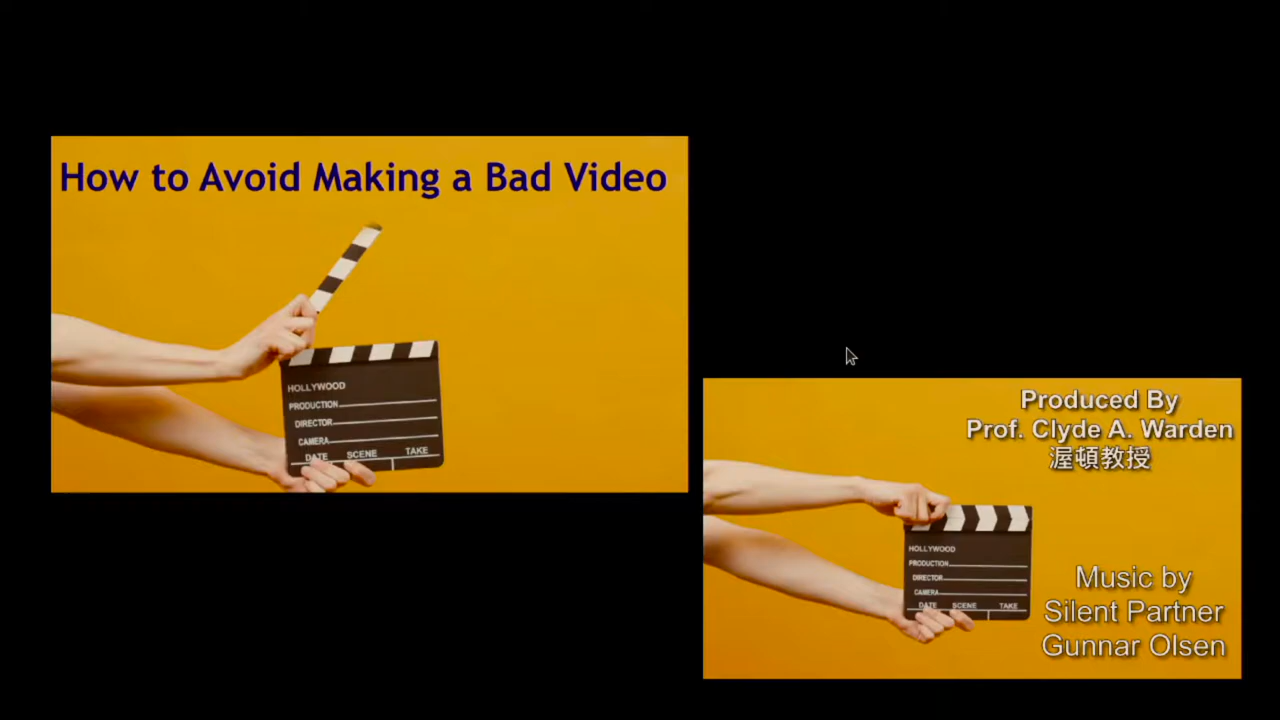 How to Avoid Making a Bad Video
HOLLYWOOD
PRODUCTION
DIRECTOR
CAMERA
DATE SCENE TAKE
Produced By
Prof. Clyde A. Warden
渥頓教授
HOLLYWOOD
PRODUCTION
DIRECTOR
CAMERA
DATE SCENE TAKE
Music by
Silent Partner
Gunnar Olsen